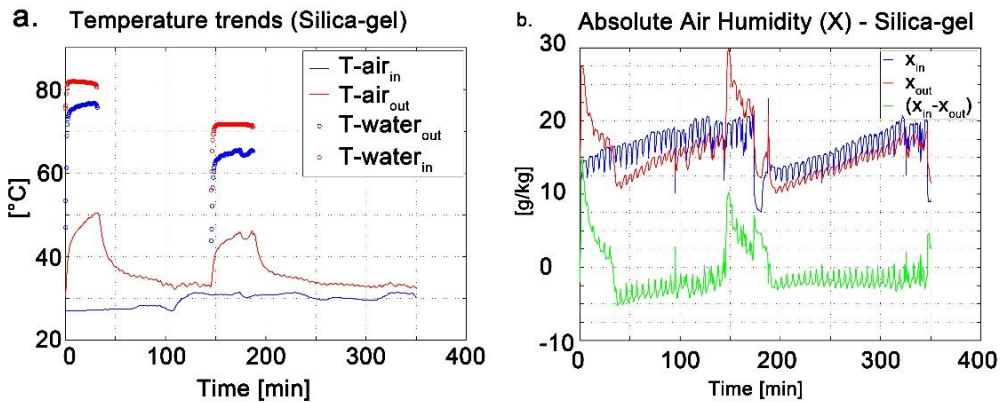 a. Temperature trends (Silica-gel)
T-air_in
T-air_out
T-water_out
T-water_in
[°C]
80
60
40
20
0
100
200
300
400
Time [min]
b. Absolute Air Humidity (X) - Silica-gel
x_in
x_out
(x_in-x_out)
[g/kg]
30
20
10
0
-10
0
100
200
300
400
Time [min]